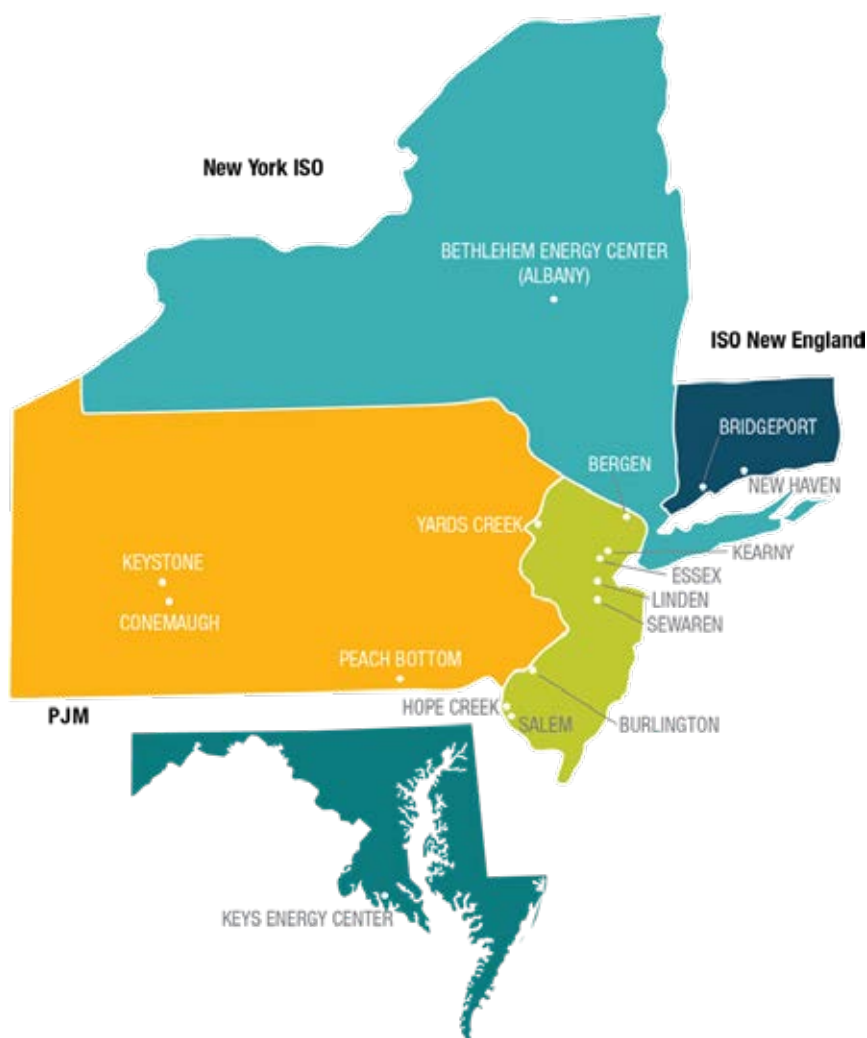 New York ISO
BETHLEHEM ENERGY CENTER
(ALBANY)
ISO New England
BRIDGEPORT
NEW HAVEN
BERGEN
YARDS CREEK
KEARNY
ESSEX
LINDEN
SEWAREN
KEYSTONE
CONEMAUGH
PEACH BOTTOM
HOPE CREEK
SALEM
BURLINGTON
PJM
KEYS ENERGY CENTER